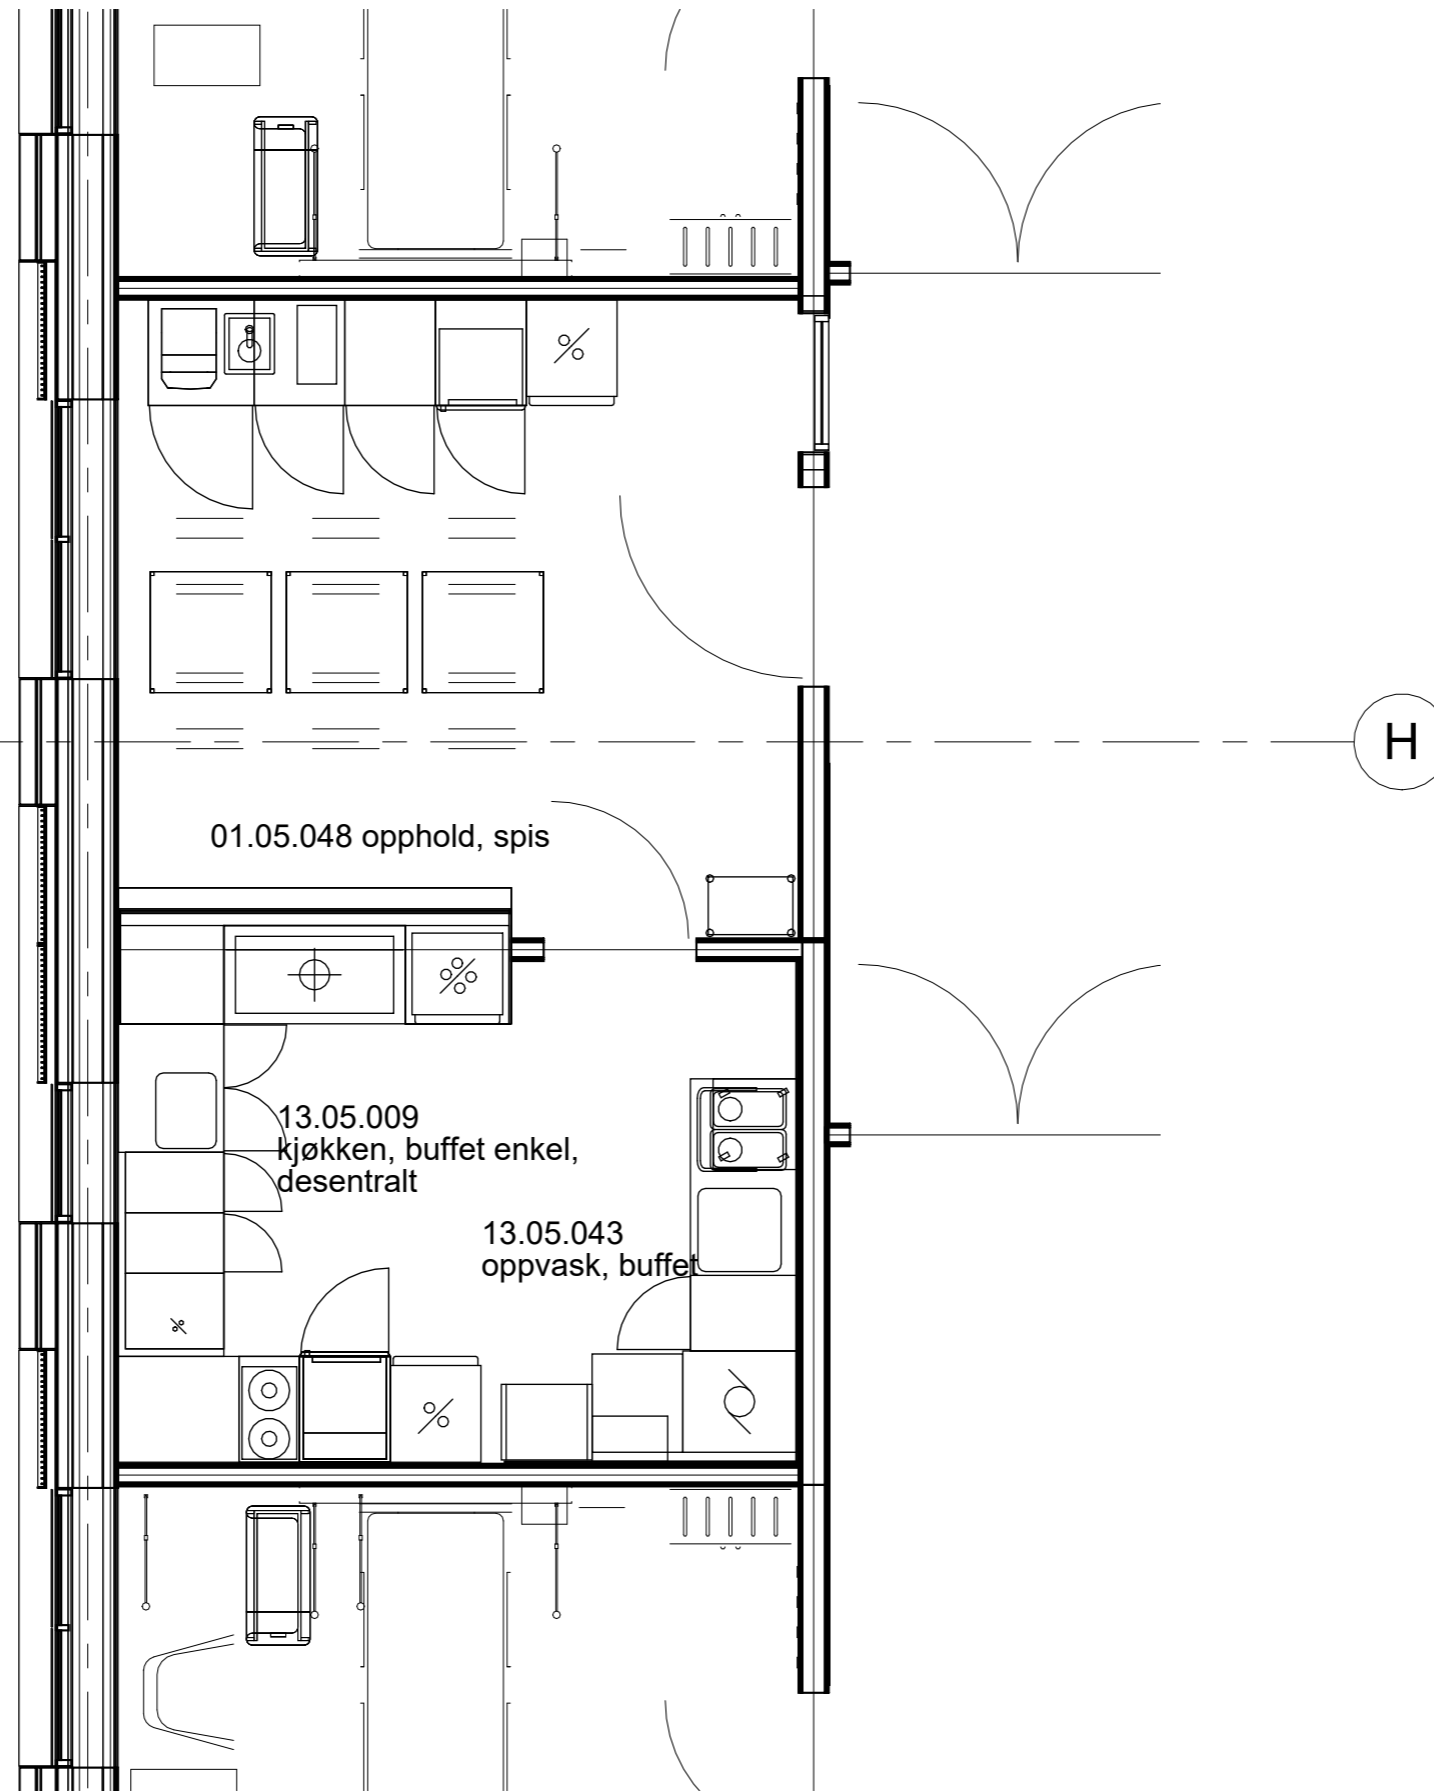 H
01.05.048 opphold, spis
13.05.009
kjøkken, buffet enkel,
desentralt
13.05.043
oppvask, buffet